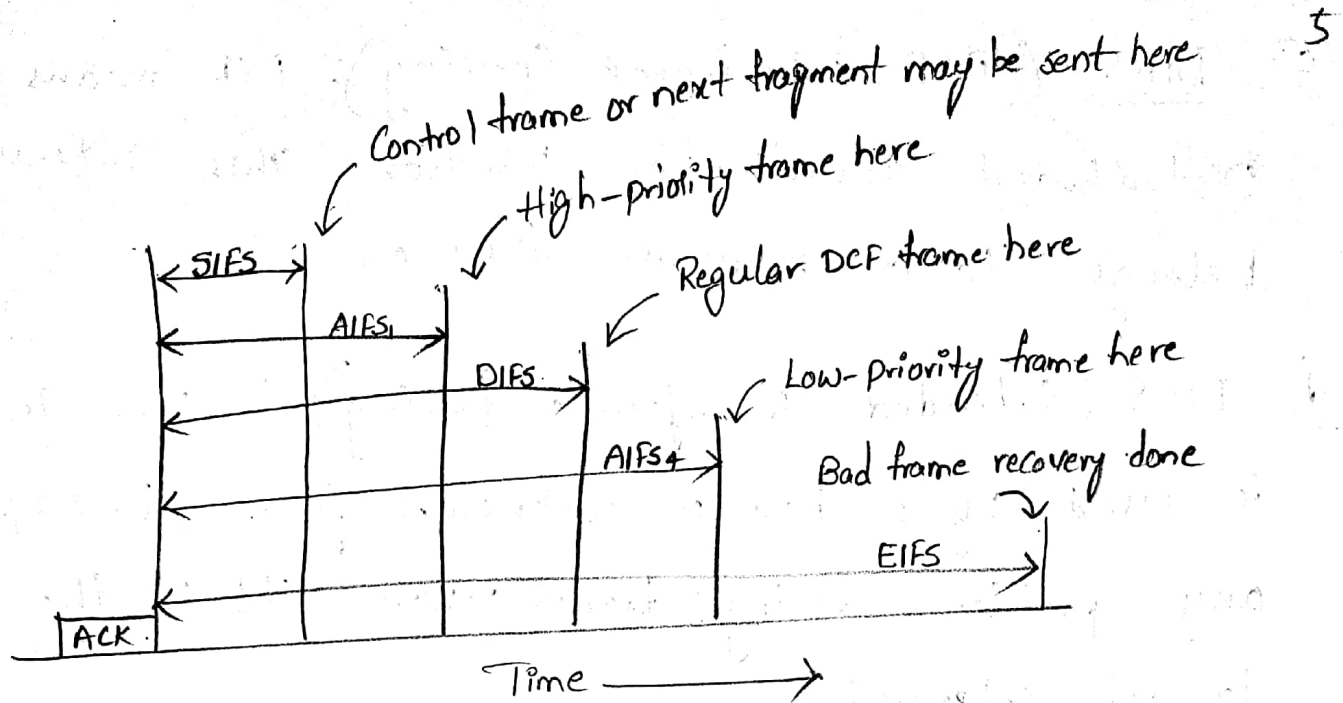 5
Control frame or next fragment may be sent here
High-priority frame here
SIFS
Regular DCF frame here
AIFS1
Low-priority frame here
DIFS
AIFS4
Bad frame recovery done
EIFS
ACK
Time